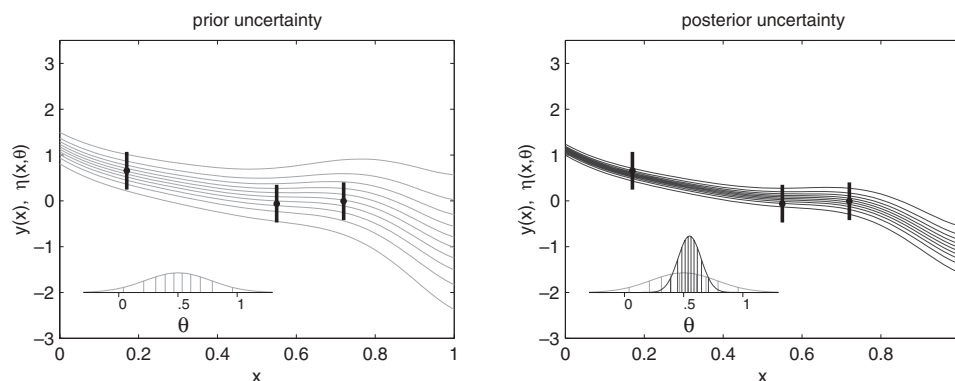 prior uncertainty
y(x), η(x,θ)
3
2
1
0
−1
−2
−3
0 .5 1
θ
0 0.2 0.4 0.6 0.8 1
x
posterior uncertainty
y(x), η(x,θ)
3
2
1
0
−1
−2
−3
0 .5 1
θ
0 0.2 0.4 0.6 0.8
x